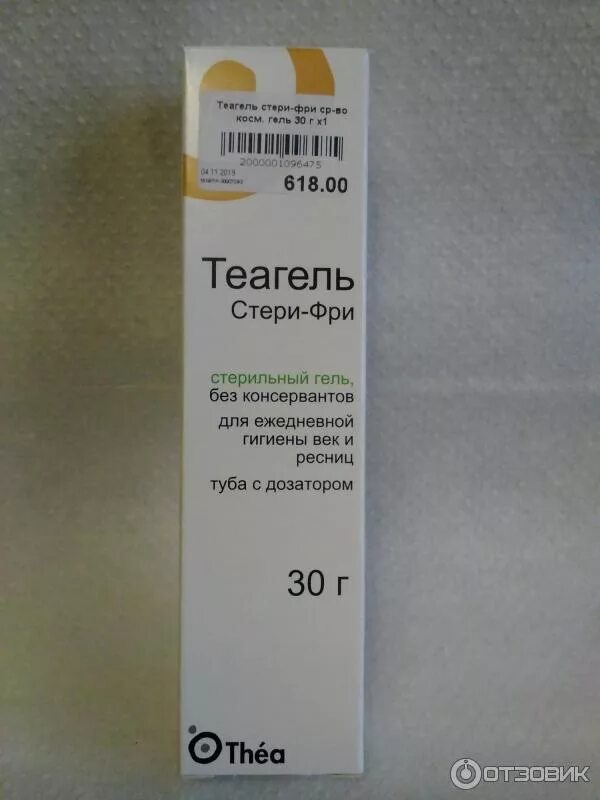 Теагель стери-фри ср-во
косм. гель 30 г х1
2000001096475
618.00
Теагель
Стери-Фри
стерильный гель,
без консервантов
для ежедневной
гигиены век и
ресниц
туба с дозатором
30 г
Théa
ОТЗОВИК